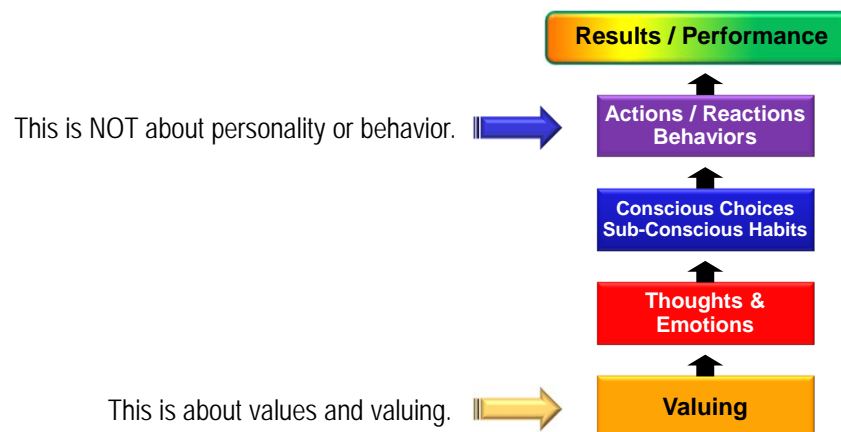 Results / Performance
This is NOT about personality or behavior.
Actions / Reactions
Behaviors
Conscious Choices
Sub-Conscious Habits
Thoughts &
Emotions
This is about values and valuing.
Valuing